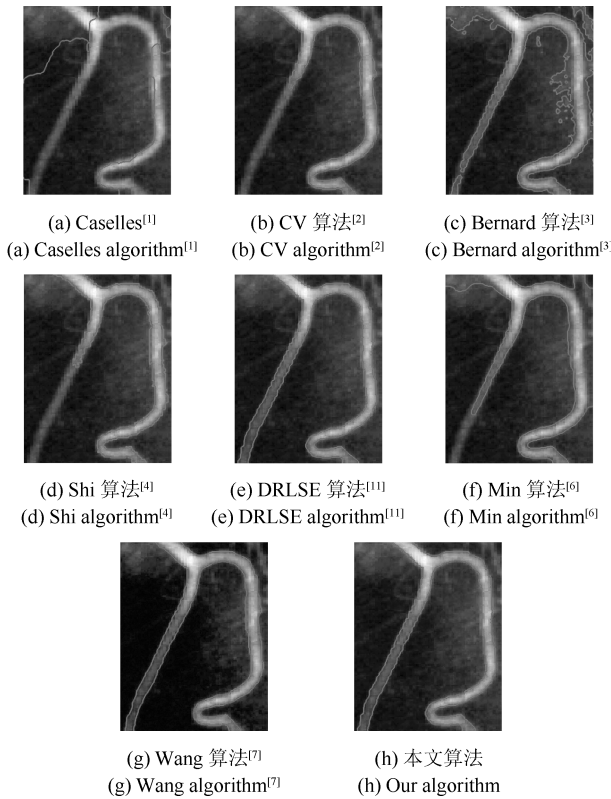 (a) Caselles[1]
(a) Caselles algorithm[1]
(b) CV 算法[2]
(b) CV algorithm[2]
(c) Bernard 算法[3]
(c) Bernard algorithm[3]
(d) Shi 算法[4]
(d) Shi algorithm[4]
(e) DRLSE 算法[11]
(e) DRLSE algorithm[11]
(f) Min 算法[6]
(f) Min algorithm[6]
(g) Wang 算法[7]
(g) Wang algorithm[7]
(h) 本文算法
(h) Our algorithm